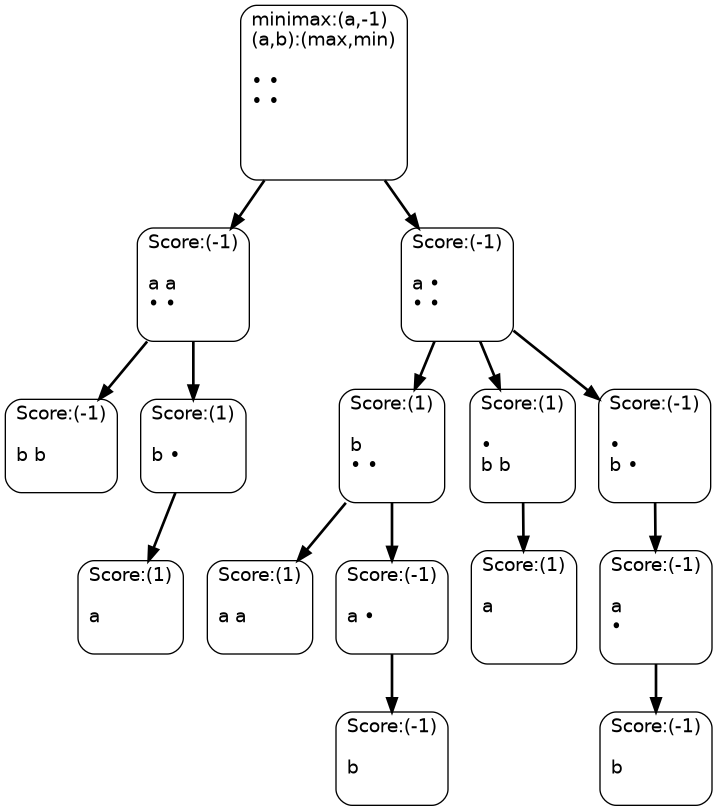 minimax:(a,-1)
(a,b):(max,min)
• •
• •
Score:(-1)
a a
• •
Score:(-1)
a •
• •
Score:(-1)
b b
Score:(1)
b •
Score:(1)
b
• •
Score:(1)
•
b b
Score:(-1)
•
b •
Score:(1)
a
Score:(1)
a a
Score:(-1)
a •
Score:(1)
a
Score:(-1)
a
•
Score:(-1)
b
Score:(-1)
b